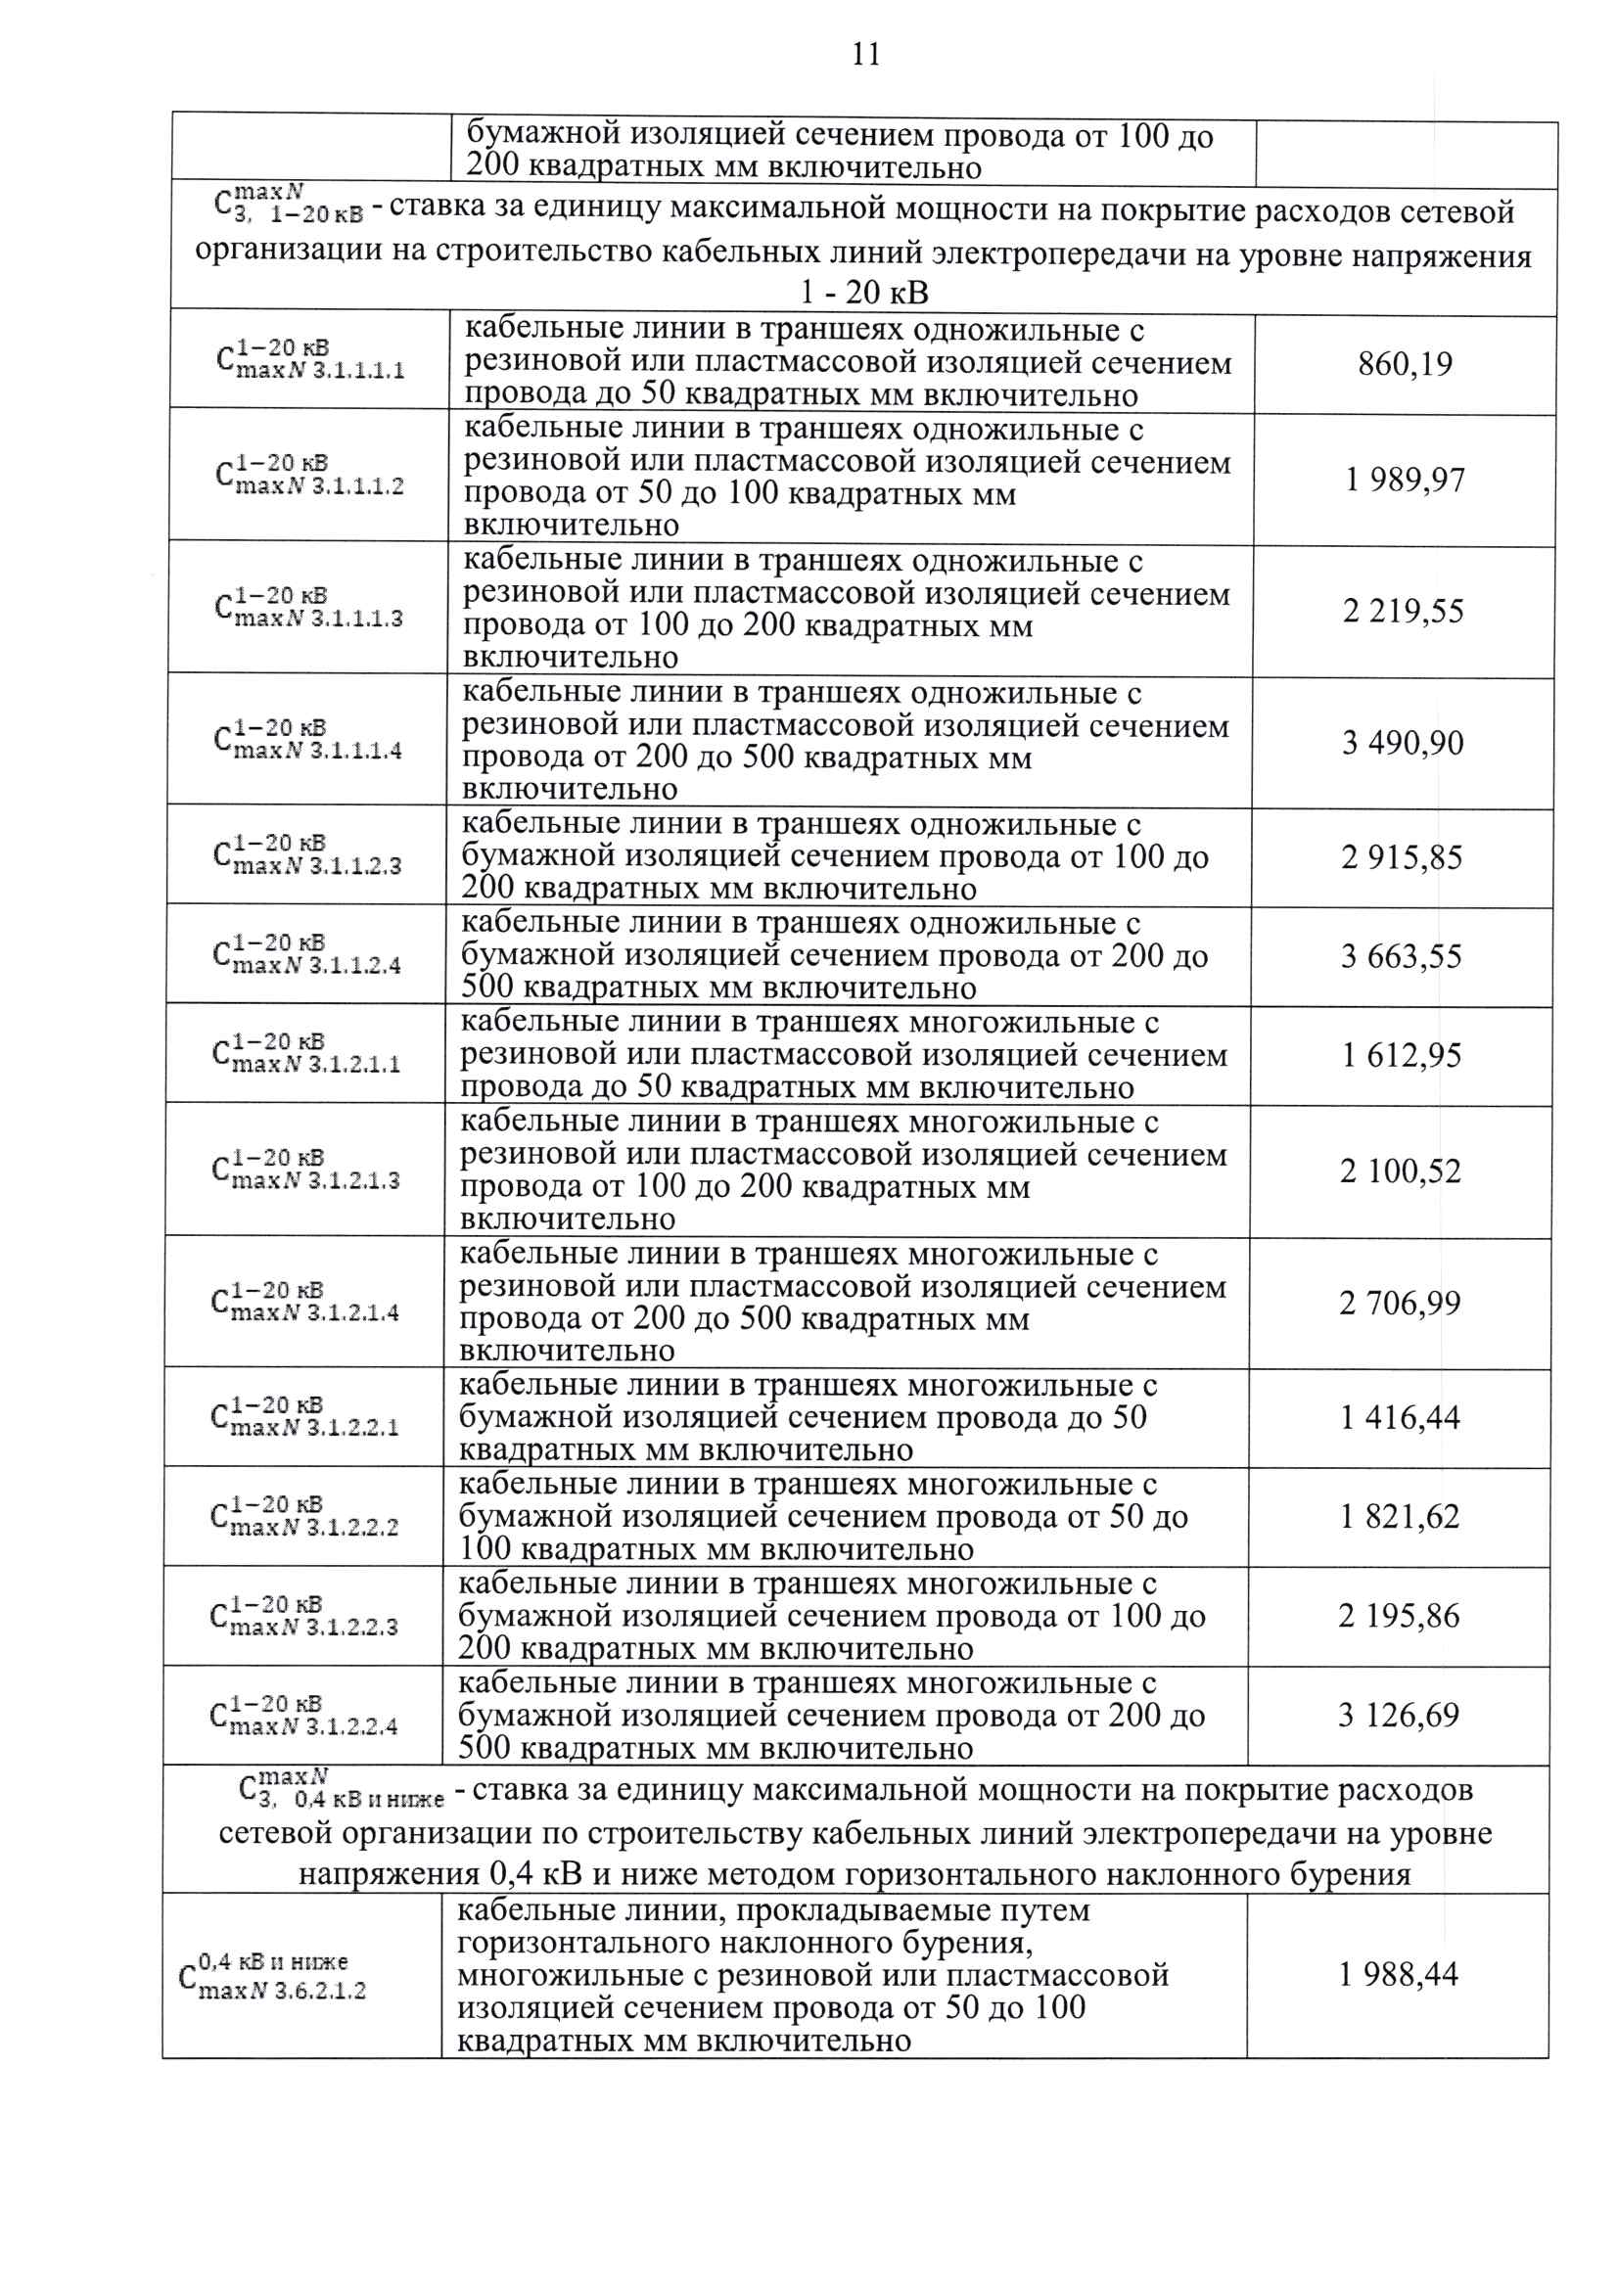 11
бумажной изоляцией сечением провода от 100 до
200 квадратных мм включительно
C maxN 3, 1−20 кВ - ставка за единицу максимальной мощности на покрытие расходов сетевой
организации на строительство кабельных линий электропередачи на уровне напряжения
1 - 20 кВ
C 1−20 кВ maxN 3.1.1.1.1
кабельные линии в траншеях одножильные с
резиновой или пластмассовой изоляцией сечением
провода до 50 квадратных мм включительно
860,19
C 1−20 кВ maxN 3.1.1.1.2
кабельные линии в траншеях одножильные с
резиновой или пластмассовой изоляцией сечением
провода от 50 до 100 квадратных мм
включительно
1 989,97
C 1−20 кВ maxN 3.1.1.1.3
кабельные линии в траншеях одножильные с
резиновой или пластмассовой изоляцией сечением
провода от 100 до 200 квадратных мм
включительно
2 219,55
C 1−20 кВ maxN 3.1.1.1.4
кабельные линии в траншеях одножильные с
резиновой или пластмассовой изоляцией сечением
провода от 200 до 500 квадратных мм
включительно
3 490,90
C 1−20 кВ maxN 3.1.1.2.3
кабельные линии в траншеях одножильные с
бумажной изоляцией сечением провода от 100 до
200 квадратных мм включительно
2 915,85
C 1−20 кВ maxN 3.1.1.2.4
кабельные линии в траншеях одножильные с
бумажной изоляцией сечением провода от 200 до
500 квадратных мм включительно
3 663,55
C 1−20 кВ maxN 3.1.2.1.1
кабельные линии в траншеях многожильные с
резиновой или пластмассовой изоляцией сечением
провода до 50 квадратных мм включительно
1 612,95
C 1−20 кВ maxN 3.1.2.1.3
кабельные линии в траншеях многожильные с
резиновой или пластмассовой изоляцией сечением
провода от 100 до 200 квадратных мм
включительно
2 100,52
C 1−20 кВ maxN 3.1.2.1.4
кабельные линии в траншеях многожильные с
резиновой или пластмассовой изоляцией сечением
провода от 200 до 500 квадратных мм
включительно
2 706,99
C 1−20 кВ maxN 3.1.2.2.1
кабельные линии в траншеях многожильные с
бумажной изоляцией сечением провода до 50
квадратных мм включительно
1 416,44
C 1−20 кВ maxN 3.1.2.2.2
кабельные линии в траншеях многожильные с
бумажной изоляцией сечением провода от 50 до
100 квадратных мм включительно
1 821,62
C 1−20 кВ maxN 3.1.2.2.3
кабельные линии в траншеях многожильные с
бумажной изоляцией сечением провода от 100 до
200 квадратных мм включительно
2 195,86
C 1−20 кВ maxN 3.1.2.2.4
кабельные линии в траншеях многожильные с
бумажной изоляцией сечением провода от 200 до
500 квадратных мм включительно
3 126,69
C maxN 3, 0,4 кВ и ниже - ставка за единицу максимальной мощности на покрытие расходов
сетевой организации по строительству кабельных линий электропередачи на уровне
напряжения 0,4 кВ и ниже методом горизонтального наклонного бурения
C 0,4 кВ и ниже maxN 3.6.2.1.2
кабельные линии, прокладываемые путем
горизонтального наклонного бурения,
многожильные с резиновой или пластмассовой
изоляцией сечением провода от 50 до 100
квадратных мм включительно
1 988,44